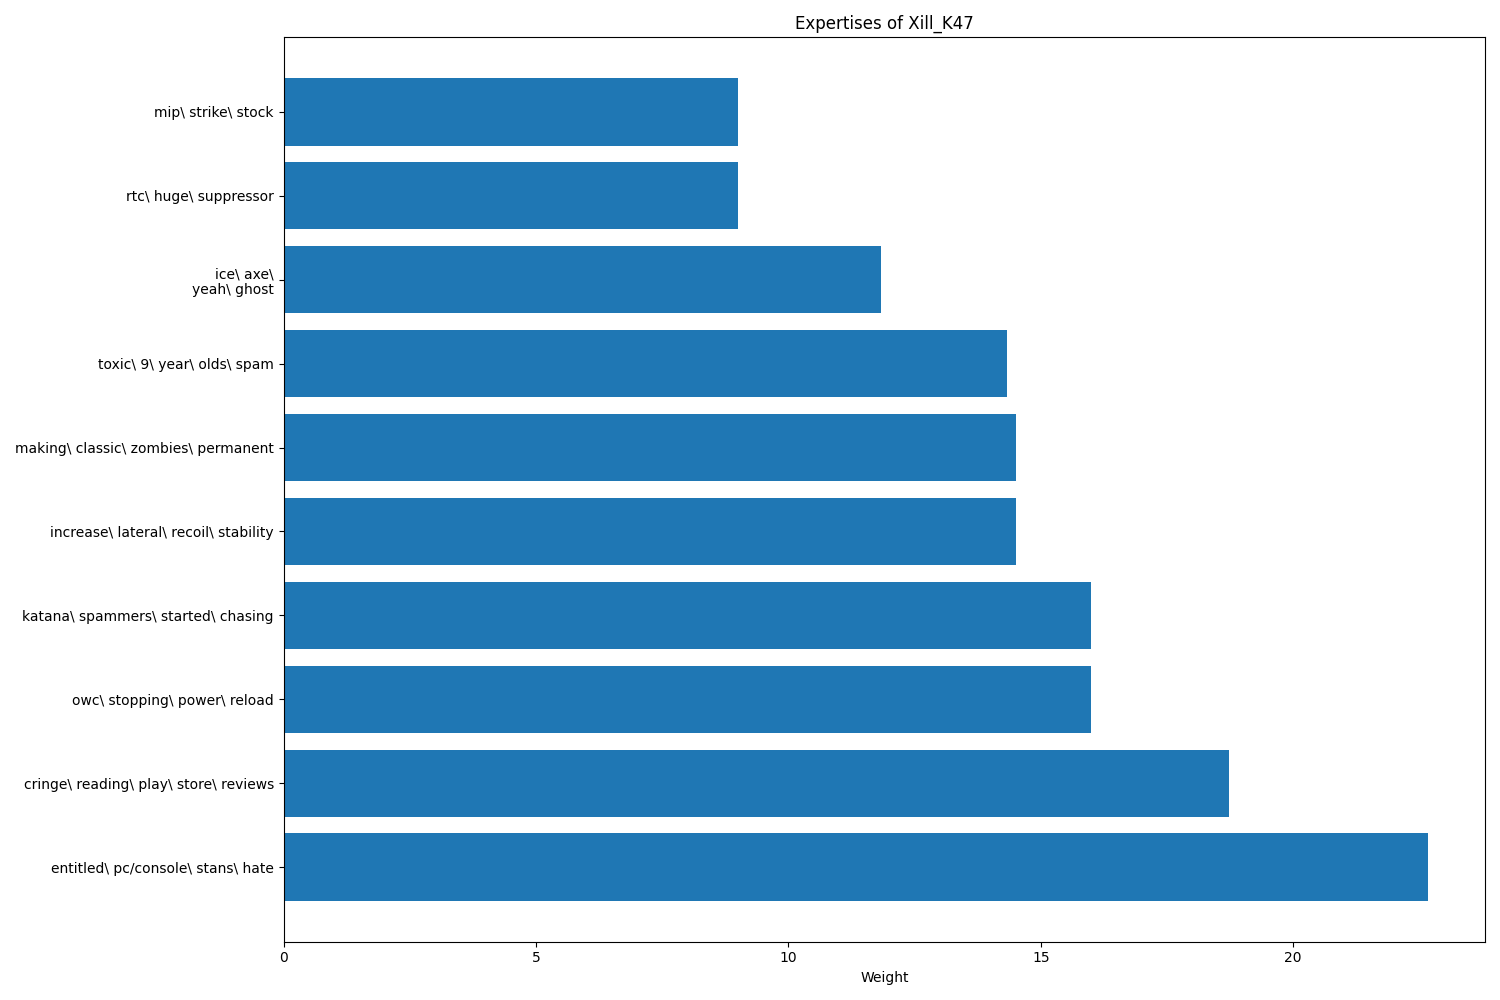 Expertises of Xill_K47
mip\ strike\ stock
rtc\ huge\ suppressor
ice\ axe\
yeah\ ghost
toxic\ 9\ year\ olds\ spam
making\ classic\ zombies\ permanent
increase\ lateral\ recoil\ stability
katana\ spammers\ started\ chasing
owc\ stopping\ power\ reload
cringe\ reading\ play\ store\ reviews
entitled\ pc/console\ stans\ hate
0 5 10 15 20
Weight